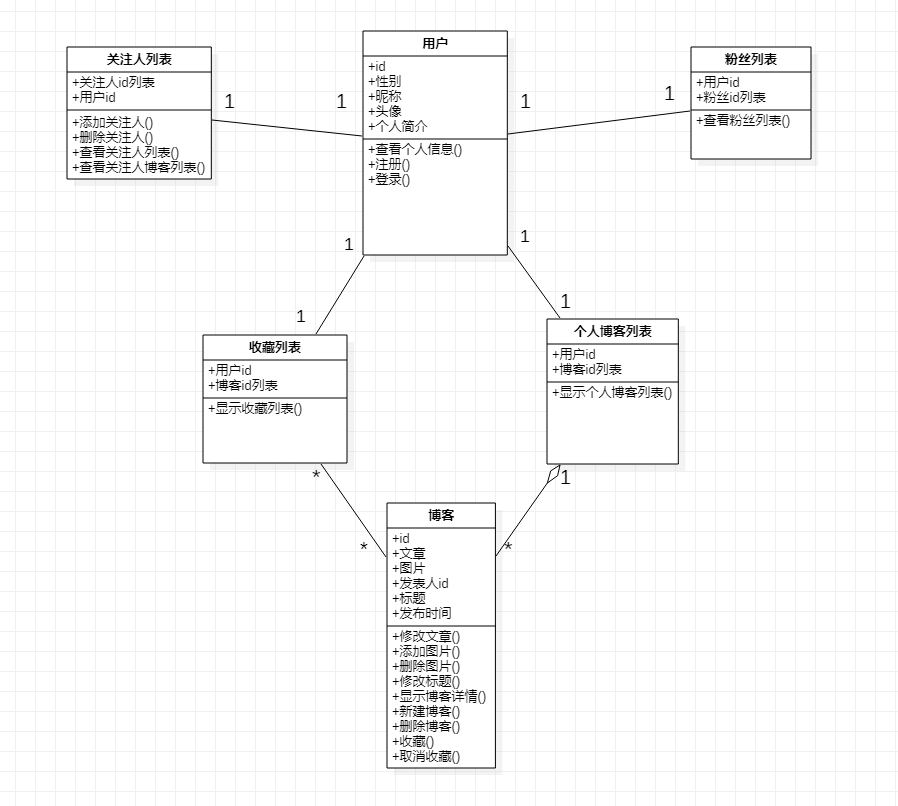 关注人列表
+关注人id列表
+用户id
+添加关注人()
+删除关注人()
+查看关注人列表()
+查看关注人博客列表()
1
1
用户
+id
+性别
+昵称
+头像
+个人简介
+查看个人信息()
+注册()
+登录()
1
1
粉丝列表
+用户id
+粉丝id列表
+查看粉丝列表()
1
1
收藏列表
+用户id
+博客id列表
+显示收藏列表()
1
1
个人博客列表
+用户id
+博客id列表
+显示个人博客列表()
*
*
1
*
博客
+id
+文章
+图片
+发表人id
+标题
+发布时间
+修改文章()
+添加图片()
+删除图片()
+修改标题()
+显示博客详情()
+新建博客()
+删除博客()
+收藏()
+取消收藏()